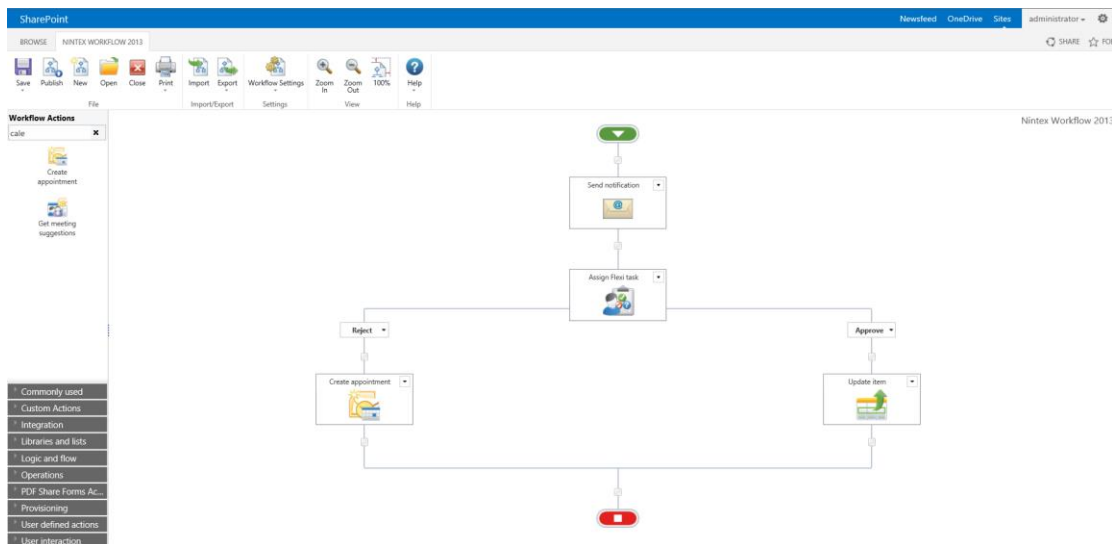 SharePoint
Newsfeed OneDrive Sites administrator
BROWSE NINTEX WORKFLOW 2013
SHARE FO
Save Publish New Open Close Print Import Export Workflow Settings Zoom In Zoom Out 100% Help
File Import/Export Settings View Help
Workflow Actions
cale
Create
appointment
Get meeting
suggestions
Nintex Workflow 2013
Send notification
Assign Flexi task
Reject
Approve
Create appointment
Update item
Commonly used
Custom Actions
Integration
Libraries and lists
Logic and flow
Operations
PDF Share Forms Ac...
Provisioning
User defined actions
User interaction